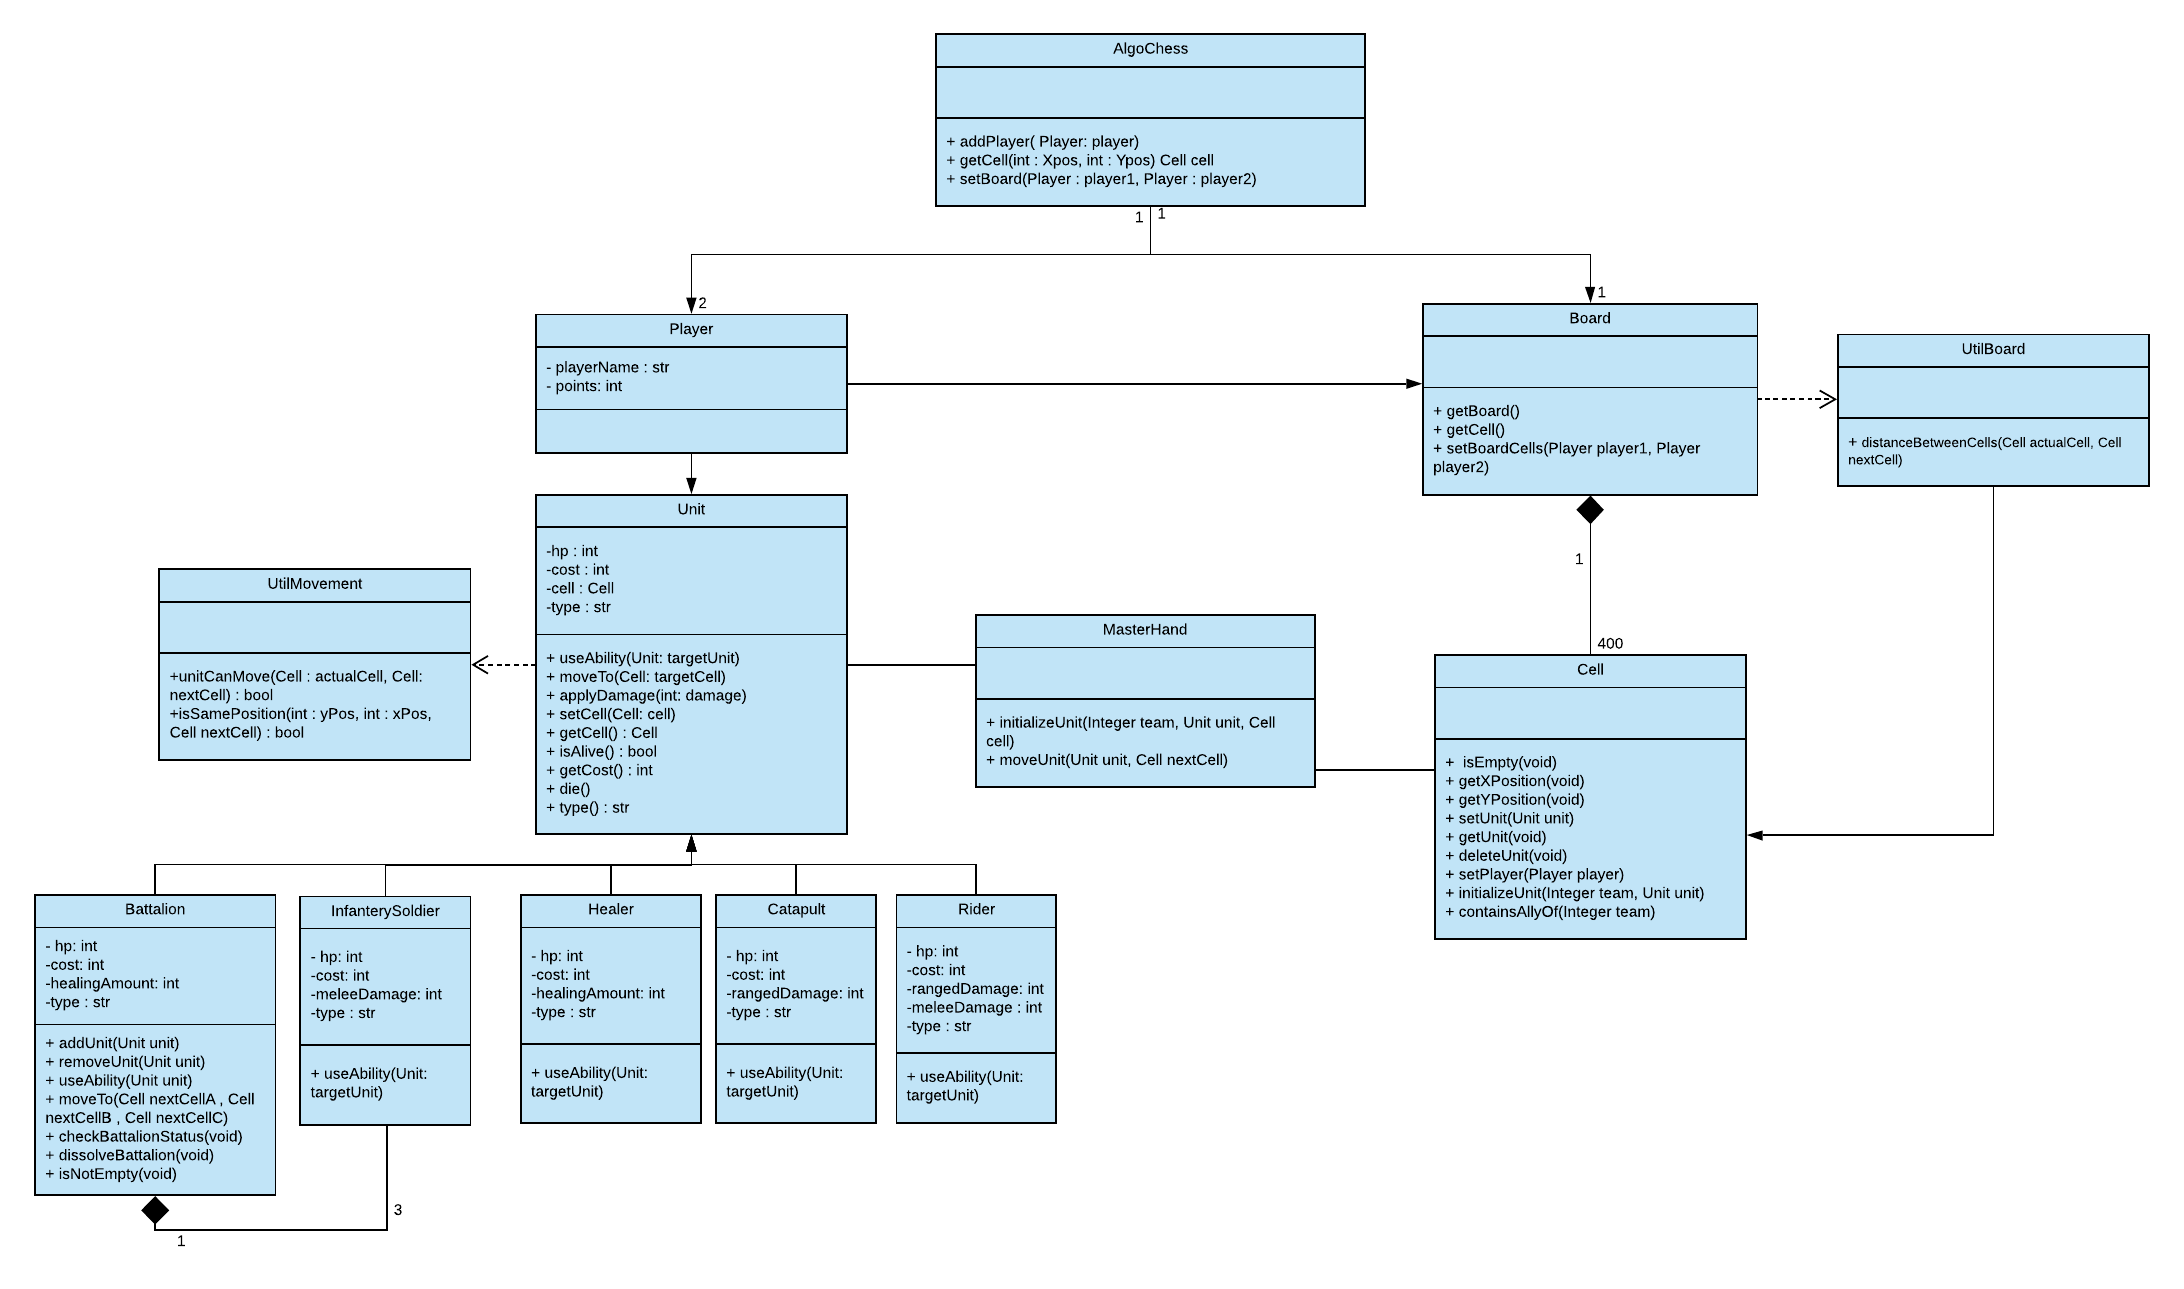 AlgoChess
+ addPlayer( Player: player)
+ getCell(int : Xpos, int : Ypos) Cell cell
+ setBoard(Player : player1, Player : player2)
1
1
2
1
Player
- playerName : str
- points: int
Board
+ getBoard()
+ getCell()
+ setBoardCells(Player player1, Player
player2)
UtilBoard
+ distanceBetweenCells(Cell actualCell, Cell
nextCell)
Unit
-hp : int
-cost : int
-cell : Cell
-type : str
+ useAbility(Unit: targetUnit)
+ moveTo(Cell: targetCell)
+ applyDamage(int: damage)
+ setCell(Cell: cell)
+ getCell() : Cell
+ isAlive() : bool
+ getCost() : int
+ die()
+ type() : str
UtilMovement
+unitCanMove(Cell : actualCell, Cell:
nextCell) : bool
+isSamePosition(int : yPos, int : xPos,
Cell nextCell) : bool
MasterHand
+ initializeUnit(Integer team, Unit unit, Cell
cell)
+ moveUnit(Unit unit, Cell nextCell)
1
400
Cell
+  isEmpty(void)
+ getXPosition(void)
+ getYPosition(void)
+ setUnit(Unit unit)
+ getUnit(void)
+ deleteUnit(void)
+ setPlayer(Player player)
+ initializeUnit(Integer team, Unit unit)
+ containsAllyOf(Integer team)
Battalion
- hp: int
-cost: int
-healingAmount: int
-type : str
+ addUnit(Unit unit)
+ removeUnit(Unit unit)
+ useAbility(Unit unit)
+ moveTo(Cell nextCellA , Cell
nextCellB , Cell nextCellC)
+ checkBattalionStatus(void)
+ dissolveBattalion(void)
+ isNotEmpty(void)
InfanterySoldier
- hp: int
-cost: int
-meleeDamage: int
-type : str
+ useAbility(Unit:
targetUnit)
Healer
- hp: int
-cost: int
-healingAmount: int
-type : str
+ useAbility(Unit:
targetUnit)
Catapult
- hp: int
-cost: int
-rangedDamage: int
-type : str
+ useAbility(Unit:
targetUnit)
Rider
- hp: int
-cost: int
-rangedDamage: int
-meleeDamage : int
-type : str
+ useAbility(Unit:
targetUnit)
3
1